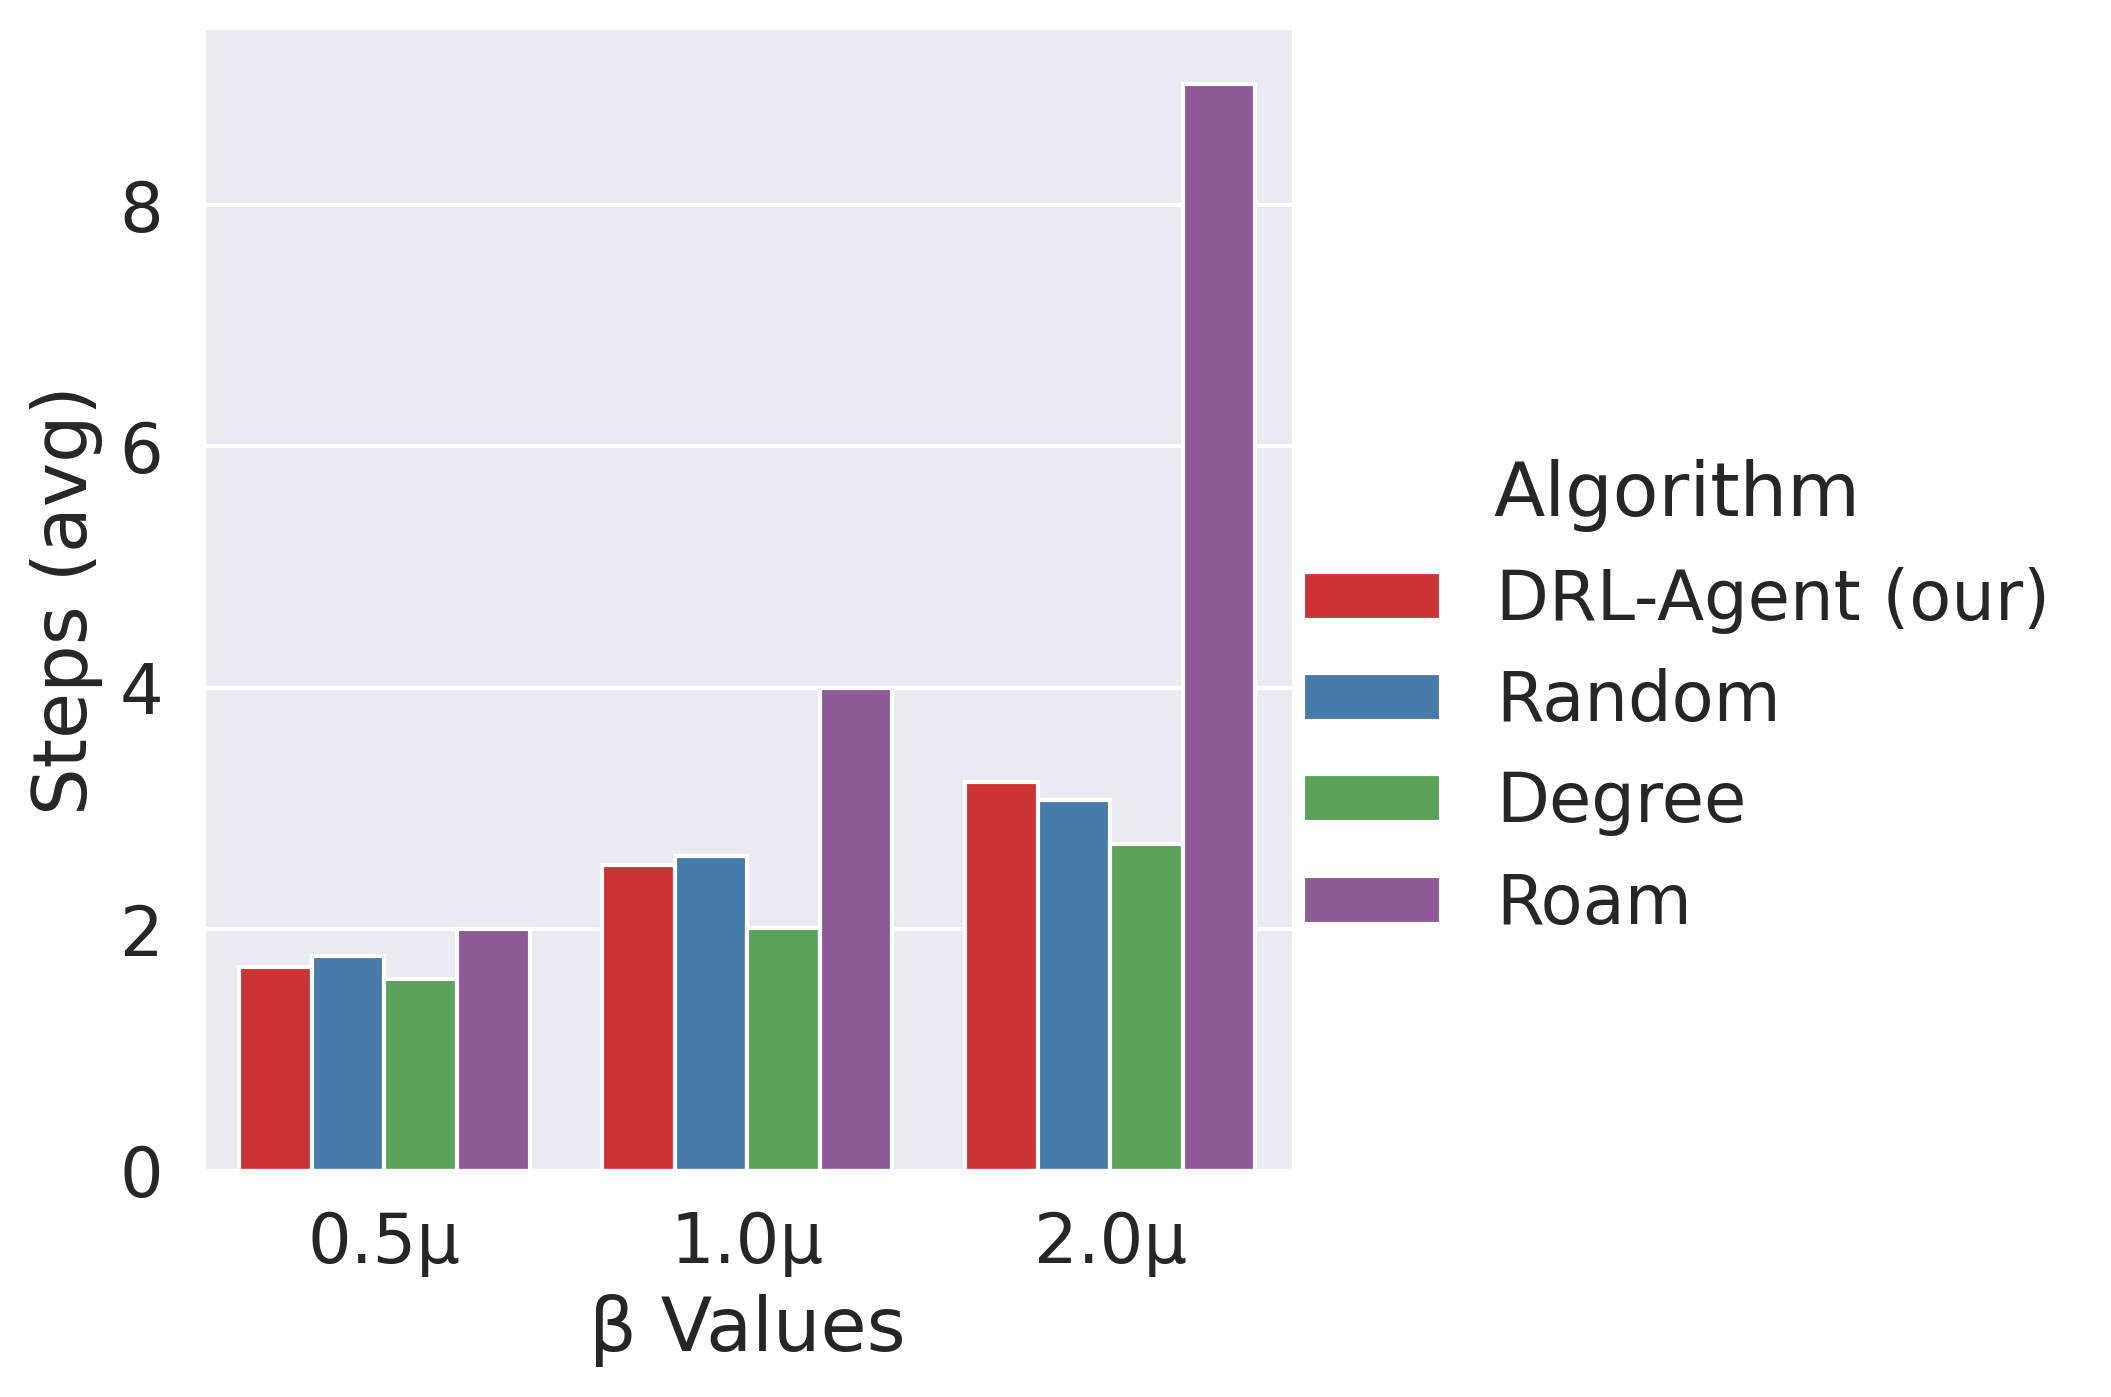 Steps (avg)
8
6
4
2
0
0.5μ 1.0μ 2.0μ
β Values
Algorithm
DRL-Agent (our)
Random
Degree
Roam